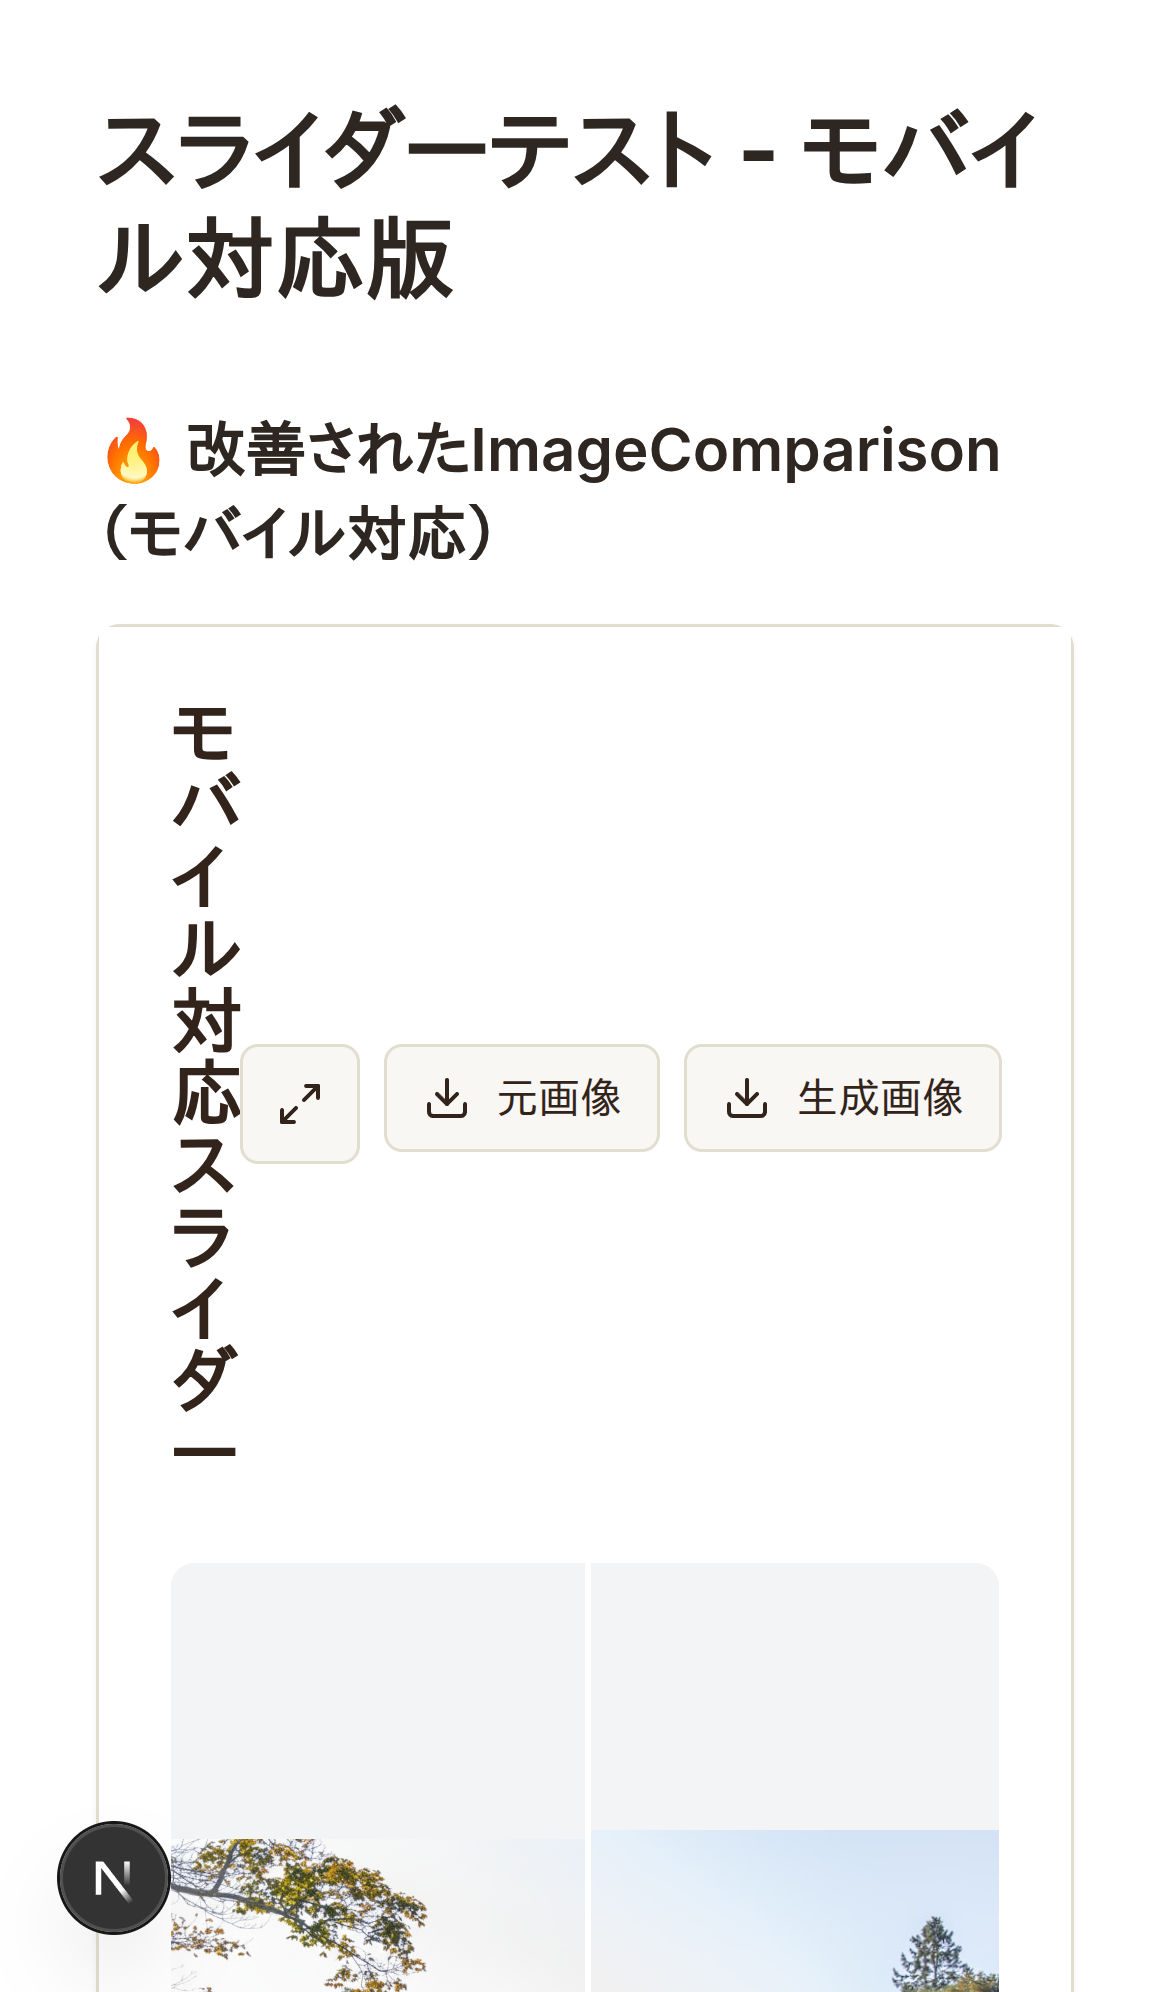 スライダーテスト - モバイ
ル対応版
🔥 改善されたImageComparison
（モバイル対応）
モバイル対応スライダー
元画像
生成画像
N